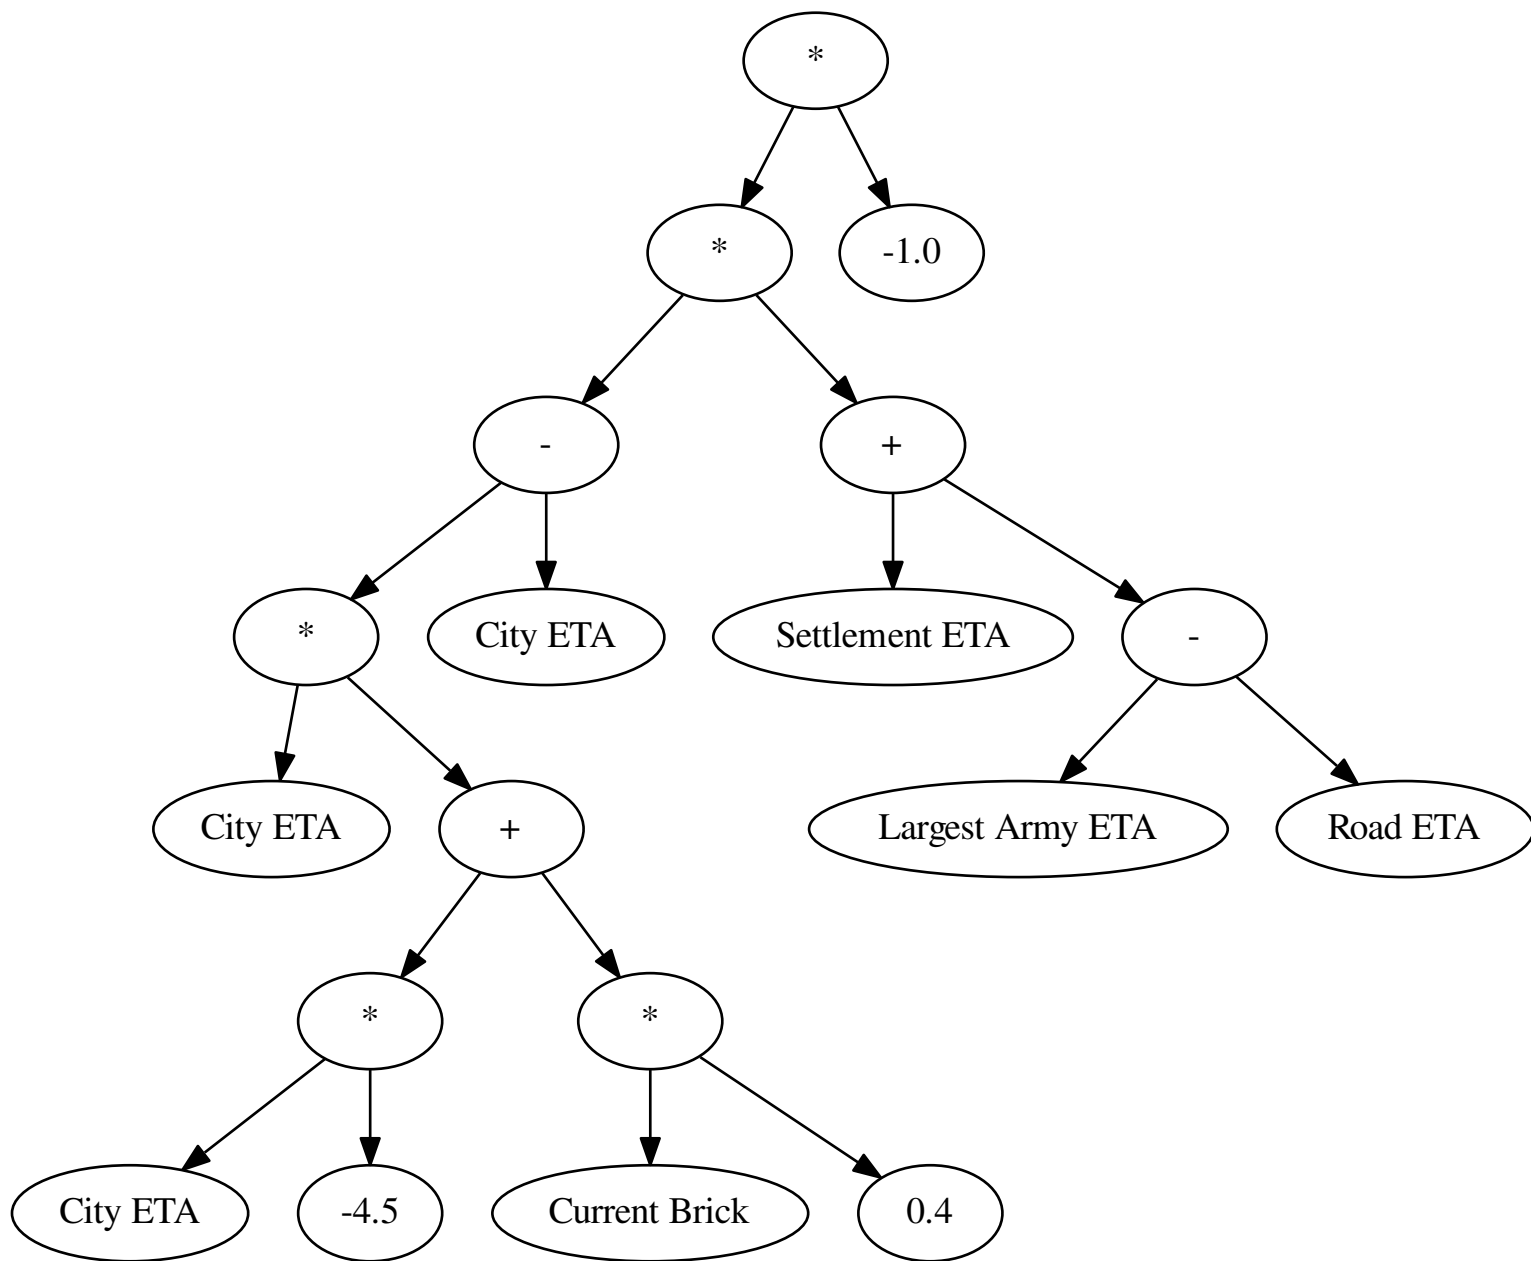 *
* -1.0
- +
* City ETA Settlement ETA -
City ETA + Largest Army ETA Road ETA
* *
City ETA -4.5 Current Brick 0.4